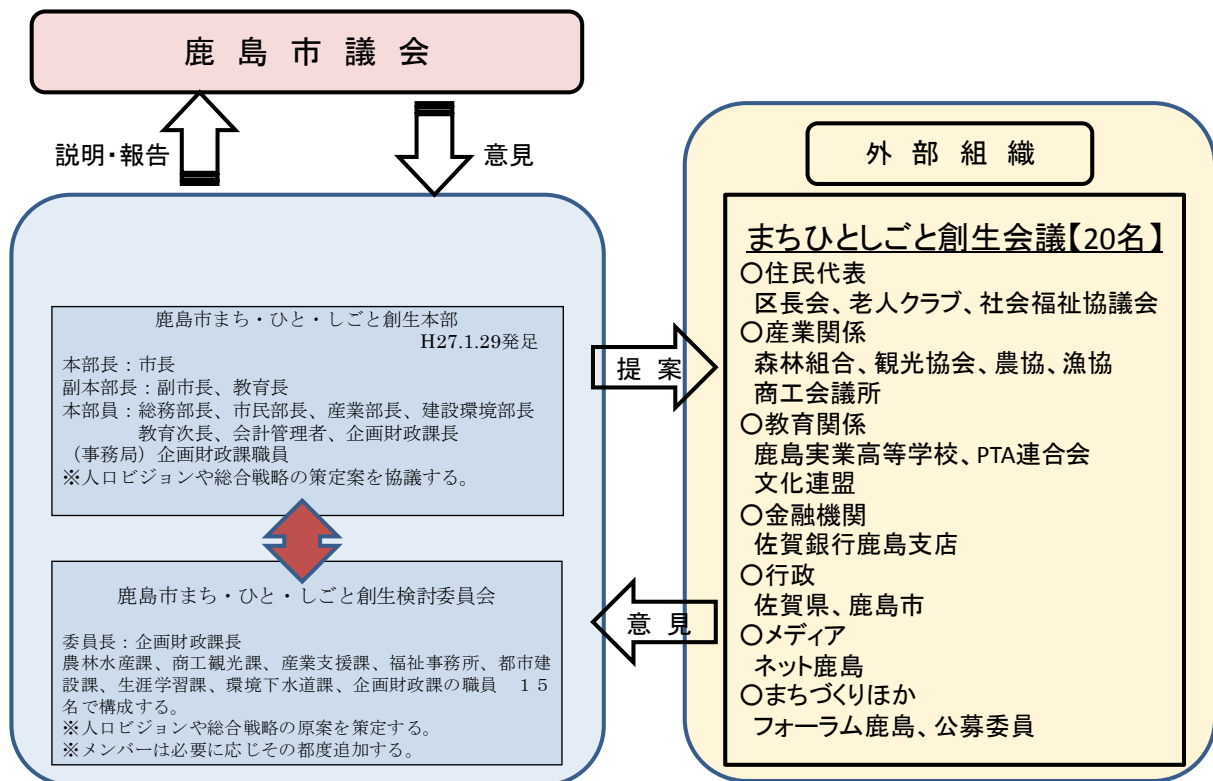 鹿島市議会
説明・報告
意見
鹿島市まち・ひと・しごと創生本部
H27.1.29発足
本部長：市長
副本部長：副市長、教育長
本部員：総務部長、市民部長、産業部長、建設環境部長
教育次長、会計管理者、企画財政課長
（事務局）企画財政課職員
※人口ビジョンや総合戦略の策定案を協議する。
鹿島市まち・ひと・しごと創生検討委員会
委員長：企画財政課長
農林水産課、商工観光課、産業支援課、福祉事務所、都市建
設課、生涯学習課、環境下水道課、企画財政課の職員　１５
名で構成する。
※人口ビジョンや総合戦略の原案を策定する。
※メンバーは必要に応じその都度追加する。
提案
意見
外部組織
まちひとしごと創生会議【20名】
○住民代表
区長会、老人クラブ、社会福祉協議会
○産業関係
森林組合、観光協会、農協、漁協
商工会議所
○教育関係
鹿島実業高等学校、PTA連合会
文化連盟
○金融機関
佐賀銀行鹿島支店
○行政
佐賀県、鹿島市
○メディア
ネット鹿島
○まちづくりほか
フォーラム鹿島、公募委員